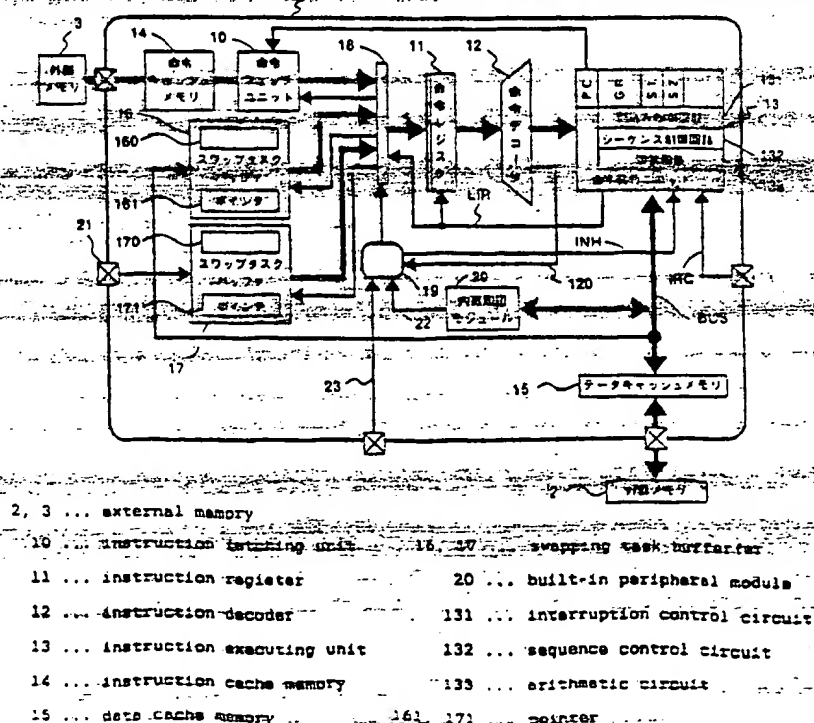 3
14
10
18
11
12
外部
メモリ
命令
キャッシュ
メモリ
命令
フェッチ
ユニット
命令レジスタ
命令デコーダ
PC
GR
13
132
シーケンス制御回路
16
160
スワップタスク
バッファ
161
ポインタ
LIR
21
170
スワップタスク
バッファ
171
ポインタ
17
INH
120
IRC
BUS
19
20
内蔵周辺
モジュール
22
23
15
データキャッシュメモリ
2
外部メモリ
2, 3 ... external memory
10 ... instruction fetching unit
16, 17 ... swapping task buffer
11 ... instruction register
20 ... built-in peripheral module
12 ... instruction decoder
131 ... interruption control circuit
13 ... instruction executing unit
132 ... sequence control circuit
14 ... instruction cache memory
133 ... arithmetic circuit
15 ... data cache memory
161, 171 ... pointer